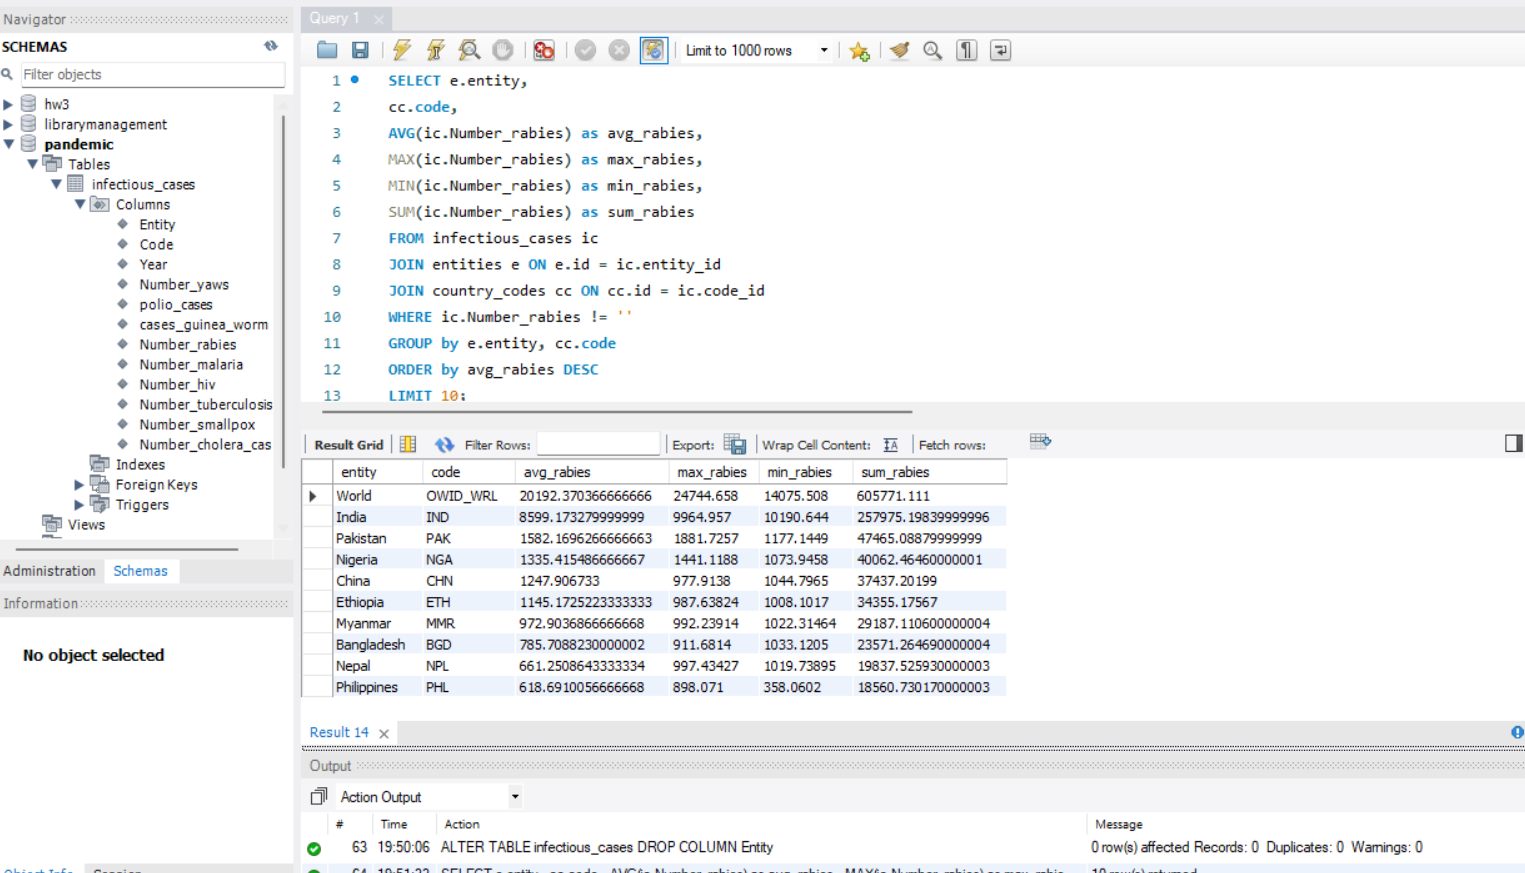 Navigator
SCHEMAS
Filter objects
hw3
librarymanagement
pandemic
Tables
infectious_cases
Columns
Entity
Code
Year
Number_yaws
polio_cases
cases_guinea_worm
Number_rabies
Number_malaria
Number_hiv
Number_tuberculosis
Number_smallpox
Number_cholera_cas
Indexes
Foreign Keys
Triggers
Views
Administration Schemas
Information
No object selected
Object Info Session
Query 1
Limit to 1000 rows
1 SELECT e.entity,
2 cc.code,
3 AVG(ic.Number_rabies) as avg_rabies,
4 MAX(ic.Number_rabies) as max_rabies,
5 MIN(ic.Number_rabies) as min_rabies,
6 SUM(ic.Number_rabies) as sum_rabies
7 FROM infectious_cases ic
8 JOIN entities e ON e.id = ic.entity_id
9 JOIN country_codes cc ON cc.id = ic.code_id
10 WHERE ic.Number_rabies != ''
11 GROUP by e.entity, cc.code
12 ORDER by avg_rabies DESC
13 LIMIT 10;
Result Grid Filter Rows: Export: Wrap Cell Content: IA Fetch rows:
entity code avg_rabies max_rabies min_rabies sum_rabies
World OWID_WRL 20192.370366666666 24744.658 14075.508 605771.111
India IND 8599.173279999999 9964.957 10190.644 257975.19839999996
Pakistan PAK 1582.1696266666663 1881.7257 1177.1449 47465.08879999999
Nigeria NGA 1335.415486666667 1441.1188 1073.9458 40062.46460000001
China CHN 1247.906733 977.9138 1044.7965 37437.20199
Ethiopia ETH 1145.1725223333333 987.63824 1008.1017 34355.17567
Myanmar MMR 972.9036866666668 992.23914 1022.31464 29187.110600000004
Bangladesh BGD 785.7088230000002 911.6814 1033.1205 23571.264690000004
Nepal NPL 661.2508643333334 997.43427 1019.73895 19837.525930000003
Philippines PHL 618.6910056666668 898.071 358.0602 18560.730170000003
Result 14
Output
Action Output
# Time Action Message
63 19:50:06 ALTER TABLE infectious_cases DROP COLUMN Entity 0 row(s) affected Records: 0 Duplicates: 0 Warnings: 0